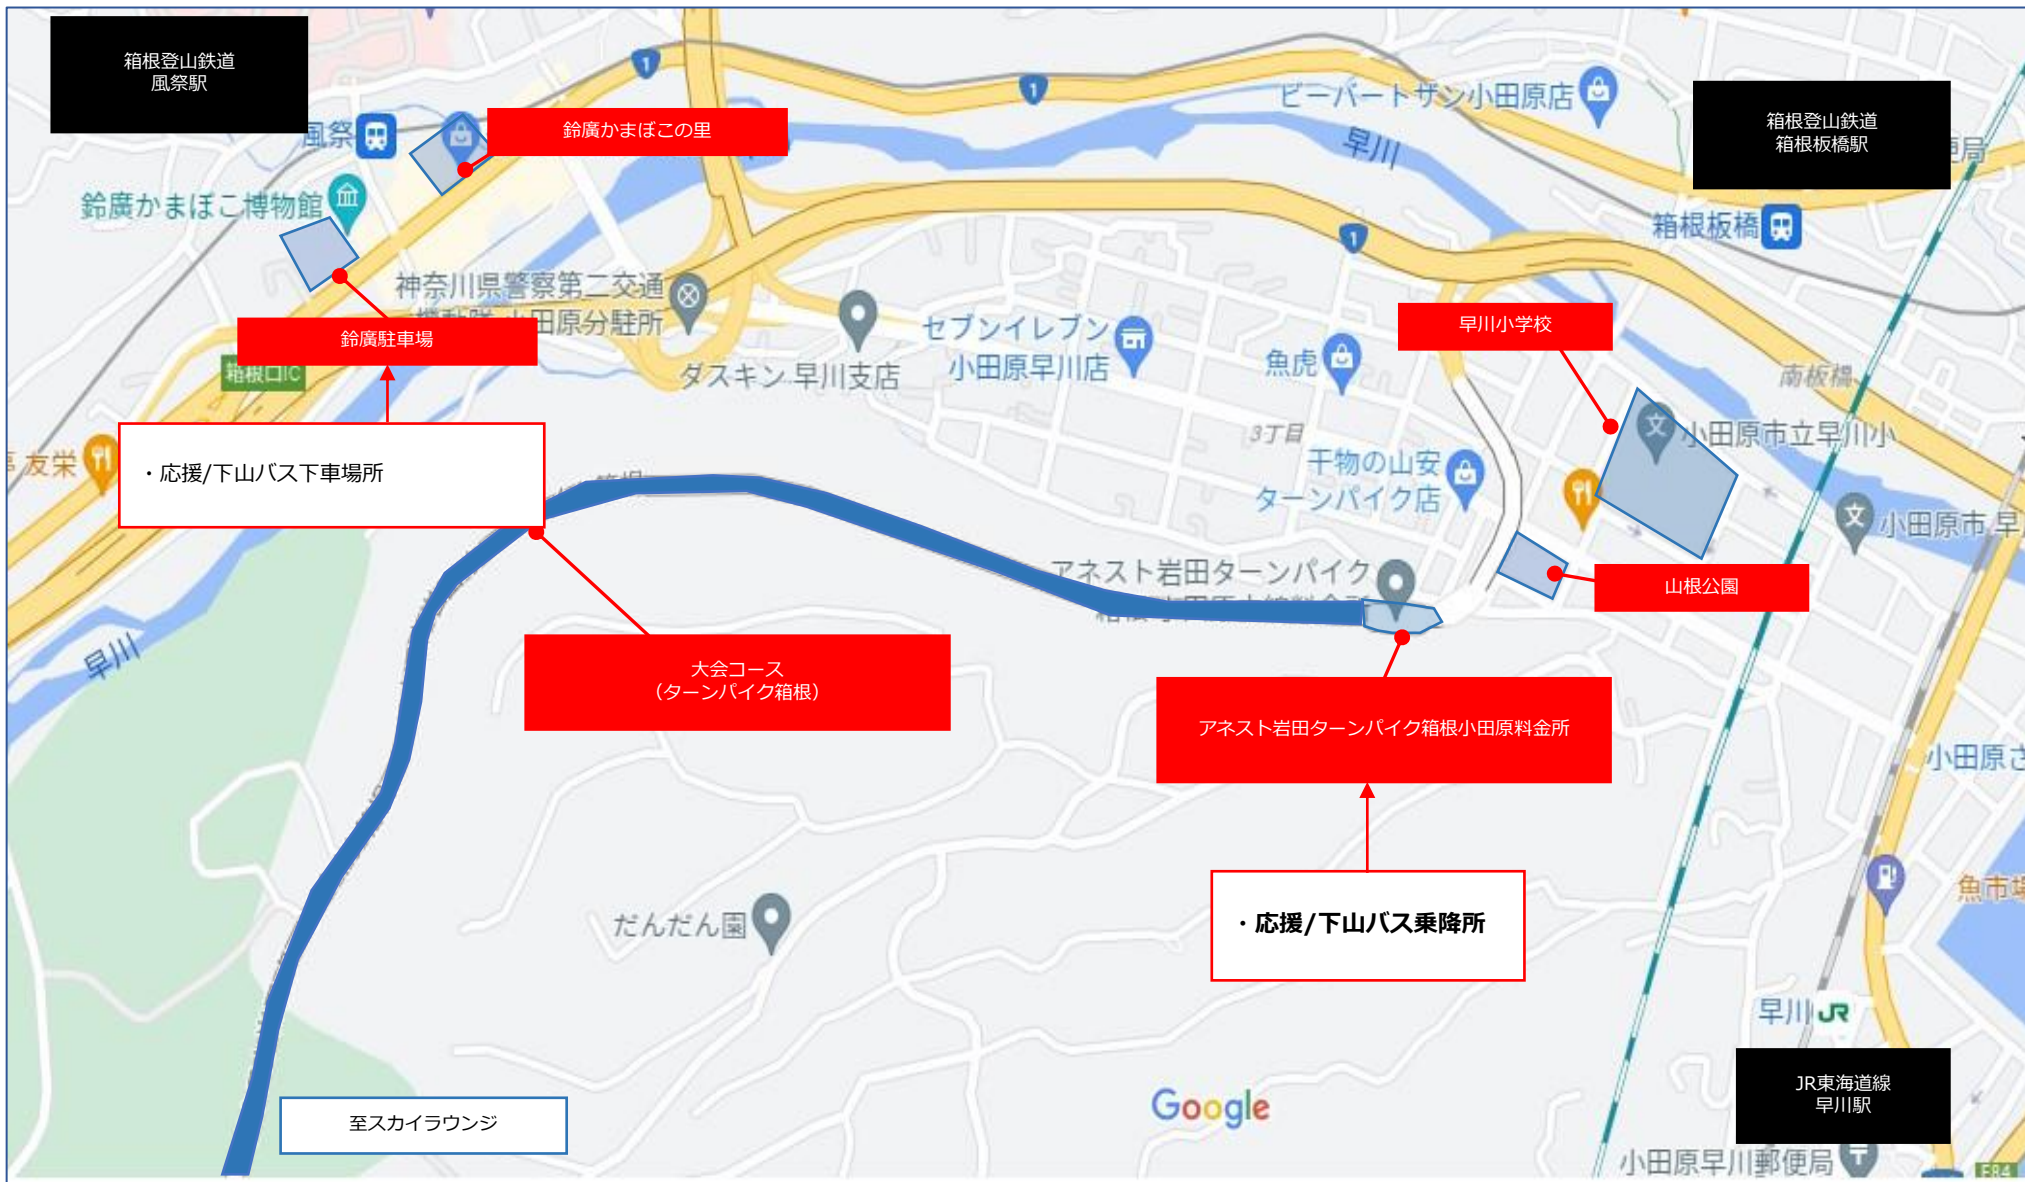 箱根登山鉄道
風祭駅
風祭
鈴廣かまぼこの里
1
1
ビーバートザン小田原店
早川
箱根登山鉄道
箱根板橋駅
便局
鈴廣かまぼこ博物館
箱根板橋
1
神奈川県警察第二交通
小田原分駐所
鈴廣駐車場
箱根口IC
ダスキン 早川支店
セブンイレブン
小田原早川店
魚虎
早川小学校
南板橋
小田原市立早川小
3丁目
友栄
・応援/下山バス下車場所
干物の山安
ターンパイク店
小田原市 早
アネスト岩田ターンパイク
山根公園
早川
大会コース
（ターンパイク箱根）
アネスト岩田ターンパイク箱根小田原料金所
小田原さ
だんだん園
・応援/下山バス乗降所
魚市場
早川
JR
JR東海道線
早川駅
Google
至スカイラウンジ
小田原早川郵便局
E84